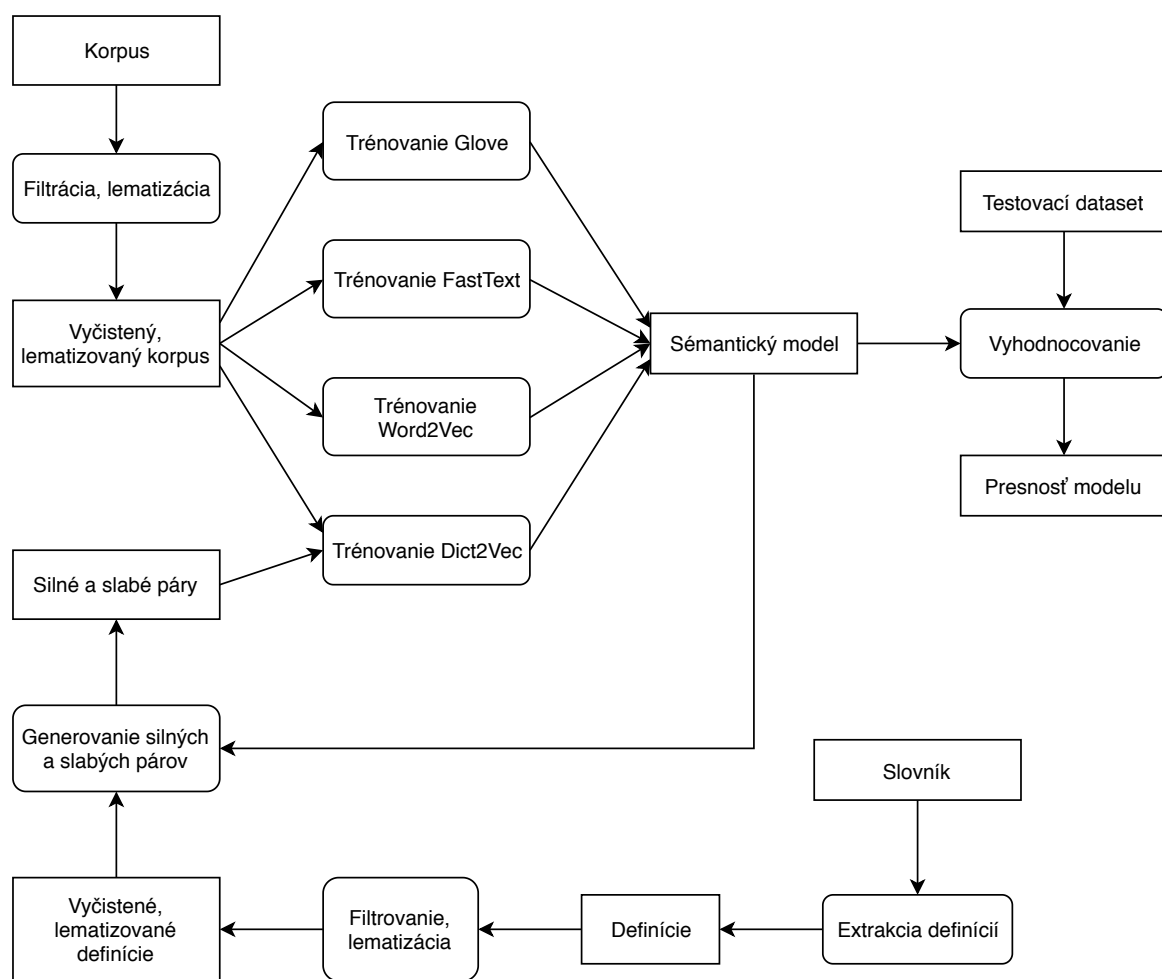 Korpus
Filtrácia, lematizácia
Vyčistený,
lematizovaný korpus
Trénovanie Glove
Trénovanie FastText
Trénovanie
Word2Vec
Trénovanie Dict2Vec
Sémantický model
Testovací dataset
Vyhodnocovanie
Presnosť modelu
Silné a slabé páry
Generovanie silných
a slabých párov
Slovník
Vyčistené,
lematizované
definície
Filtrovanie,
lematizácia
Definície
Extrakcia definícií